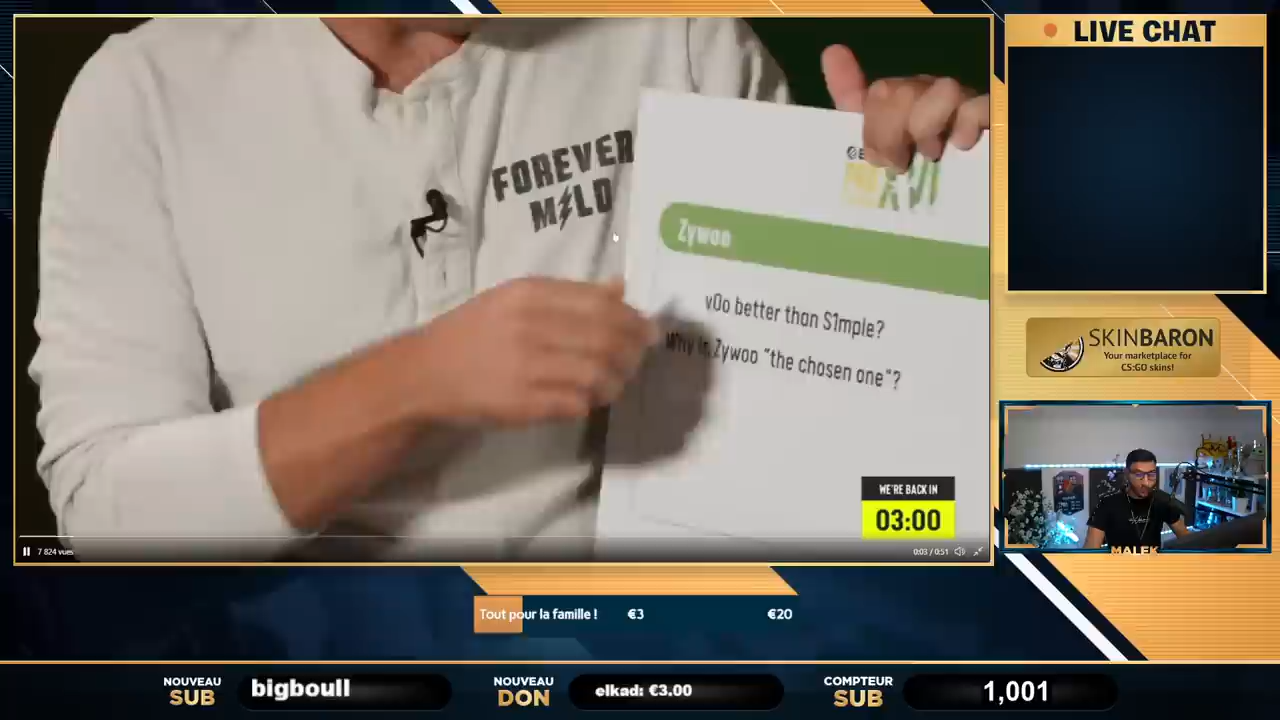 LIVE CHAT
FOREVER
MILD
Zywoo
v0o better than S1mple?
Why is Zywoo "the chosen one"?
WE'RE BACK IN
03:00
7 824 vues
0:03 / 0:51
SKINBARON
Your marketplace for
CS:GO skins!
MALEK
Tout pour la famille !
€3
€20
NOUVEAU
SUB
bigboull
NOUVEAU
DON
elkad: €3.00
COMPTEUR
SUB
1,001